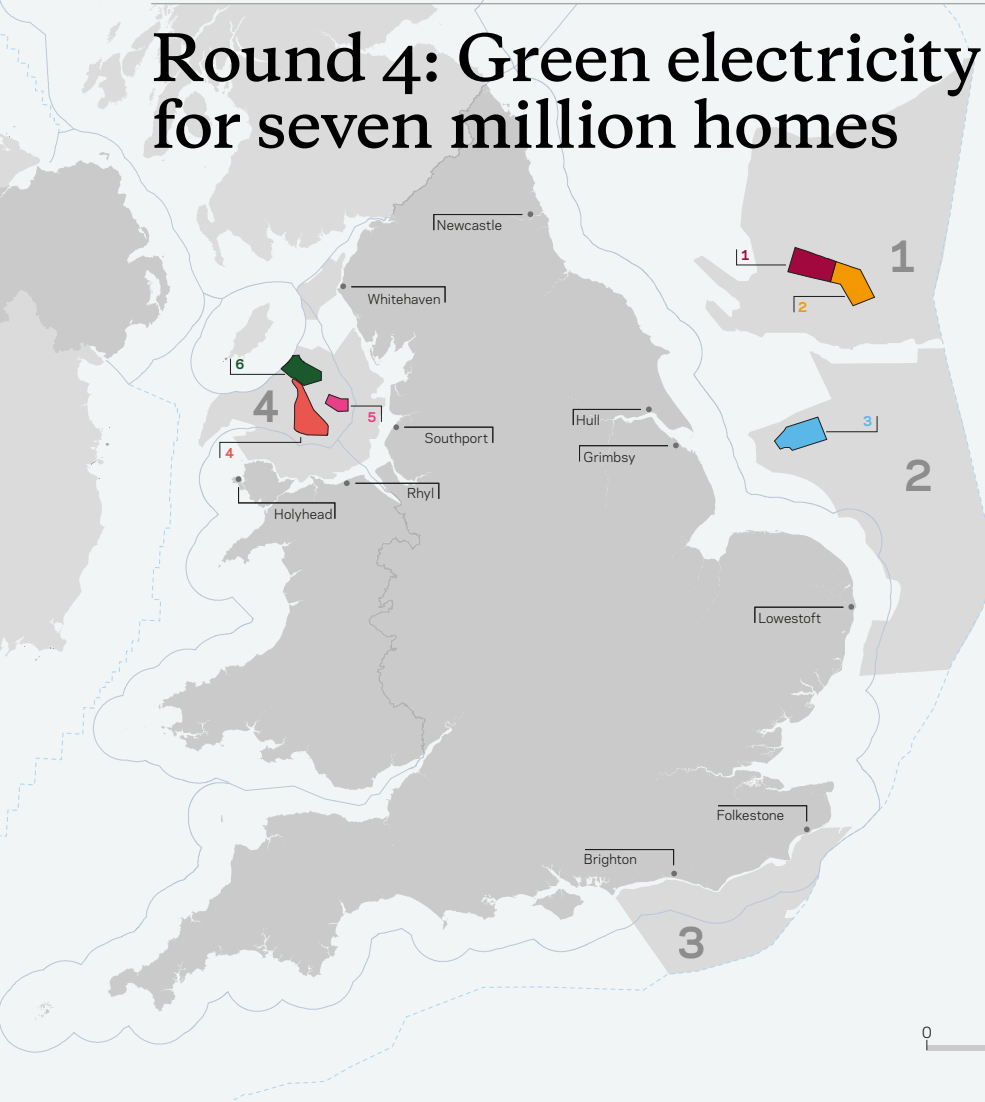 Round 4: Green electricity
for seven million homes
Newcastle
1
1
Whitehaven
2
6
4
5
3
Hull
Southport
4
Grimsby
2
Rhyl
Holyhead
Lowestoft
Folkestone
Brighton
3
0